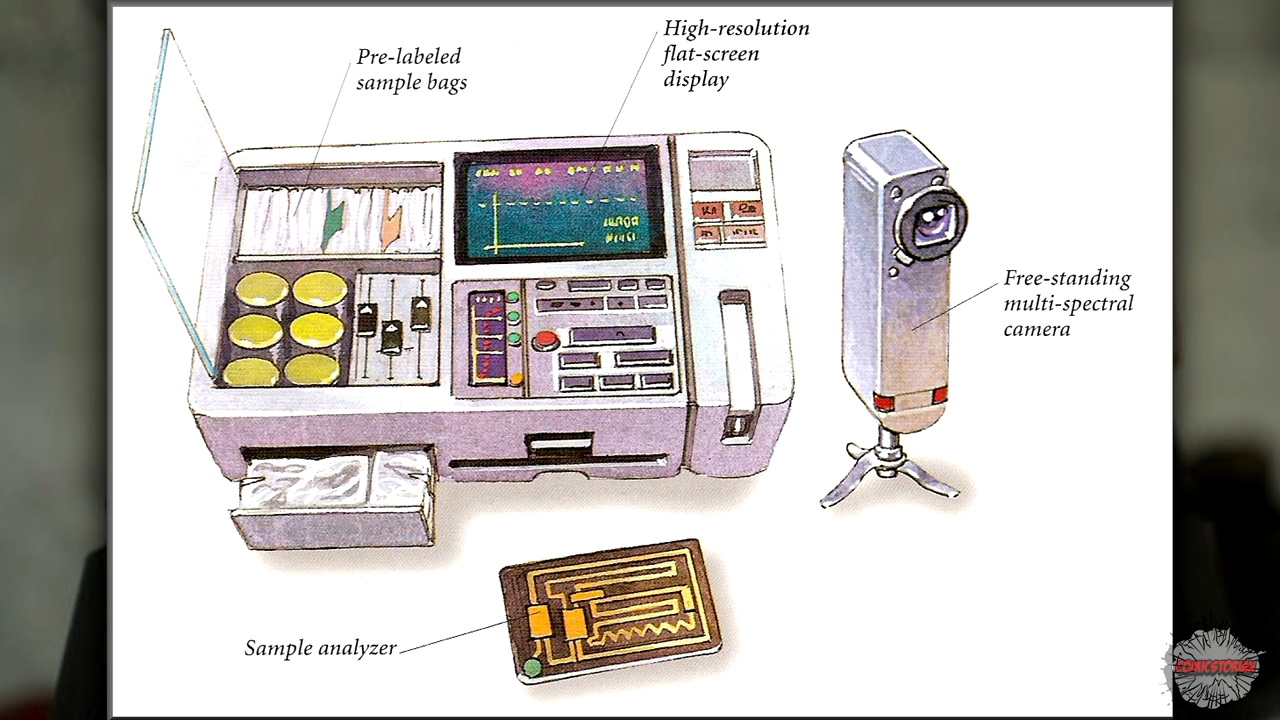 High-resolution
flat-screen
display
Pre-labeled
sample bags
Free-standing
multi-spectral
camera
Sample analyzer
COMICSTORIAN